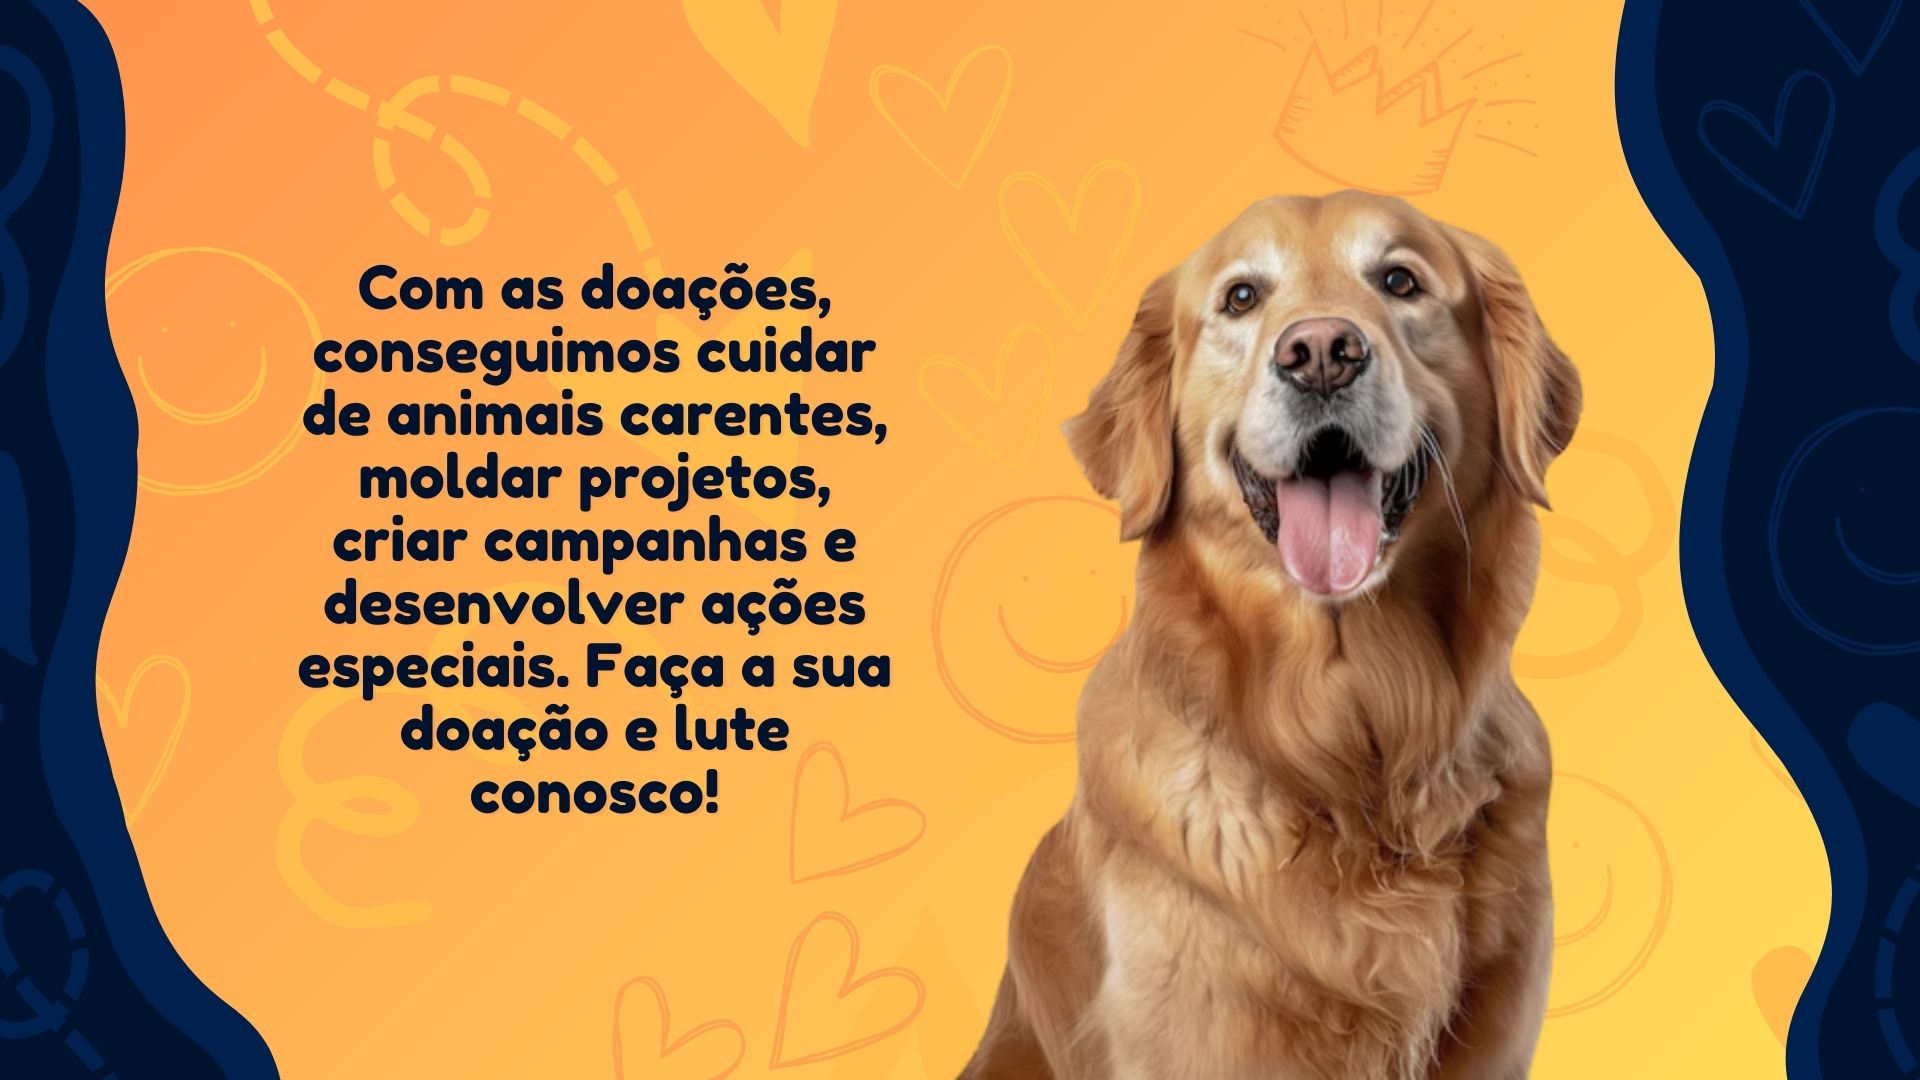 Com as doações,
conseguimos cuidar
de animais carentes,
moldar projetos,
criar campanhas e
desenvolver ações
especiais. Faça a sua
doação e lute
conosco!